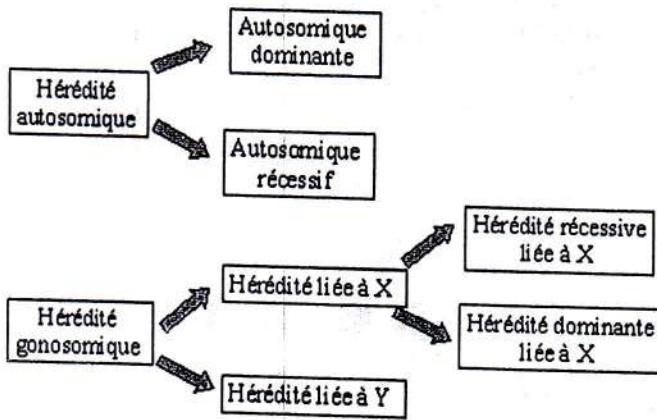 Autosomique
dominante
Hérédité
autosomique
Autosomique
récessif
Hérédité récessive
liée à X
Hérédité liée à X
Hérédité
gonosomique
Hérédité dominante
liée à X
Hérédité liée à Y